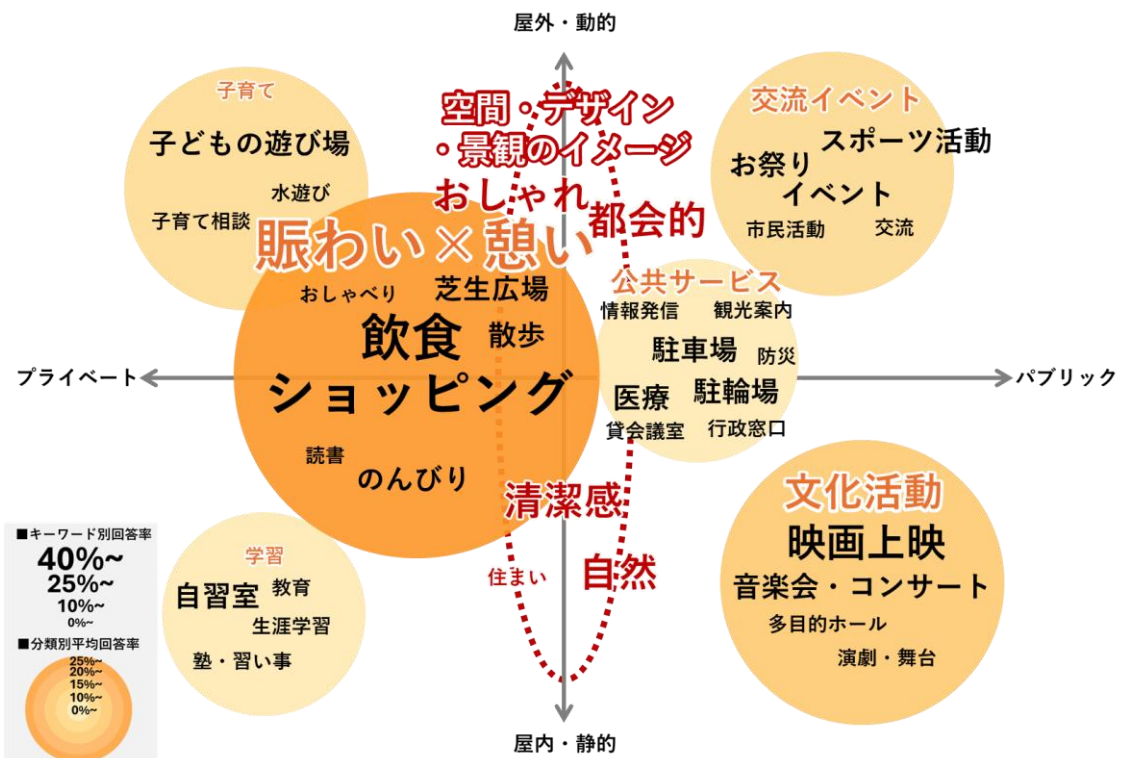 屋外・動的
子育て
子どもの遊び場
水遊び
子育て相談
空間・デザイン
・景観のイメージ
おしゃれ
都会的
交流イベント
スポーツ活動
お祭り
イベント
市民活動
交流
賑わい×憩い
おしゃべり
芝生広場
飲食
散歩
ショッピング
読書
のんびり
公共サービス
情報発信
観光案内
駐車場
防災
医療
駐輪場
貸会議室
行政窓口
プライベート
パブリック
清潔感
住まい
自然
学習
自習室
教育
生涯学習
塾・習い事
文化活動
映画上映
音楽会・コンサート
多目的ホール
演劇・舞台
■キーワード別回答率
40%~
25%~
10%~
0%~
■分類別平均回答率
25%~
20%~
15%~
10%~
0%~
屋内・静的